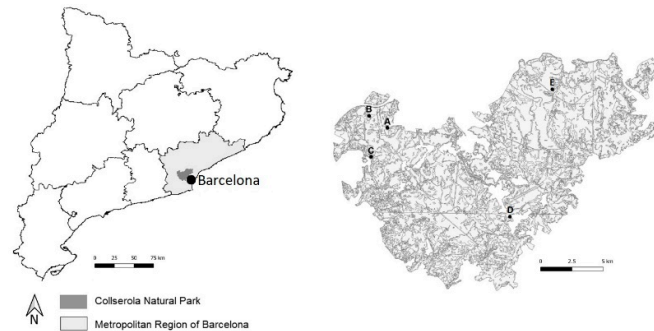 Barcelona
0 25 50 75 km
N
Collserola Natural Park
Metropolitan Region of Barcelona
E
B
A
C
D
0 2.5 5 km